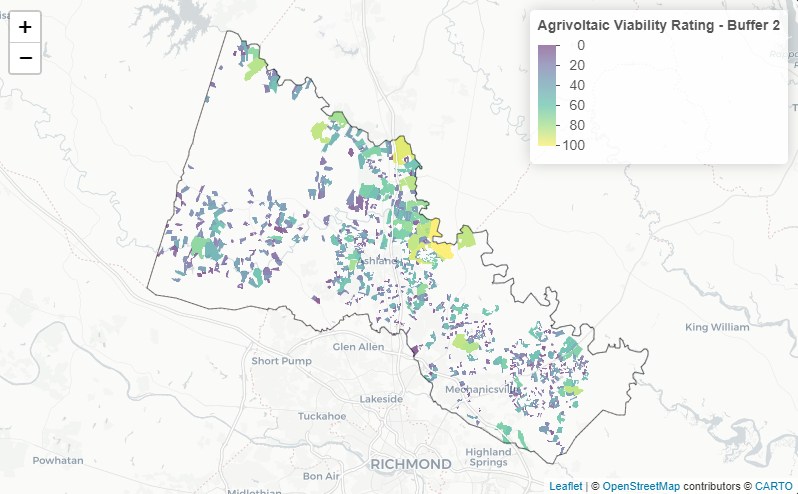 +
−
Agrivoltaic Viability Rating - Buffer 2
0
20
40
60
80
100
Ashland
King William
Glen Allen
Short Pump
Mechanicsville
Lakeside
Tuckahoe
Highland
Springs
Powhatan
RICHMOND
Bon Air
Midlothian
Leaflet | © OpenStreetMap contributors © CARTO